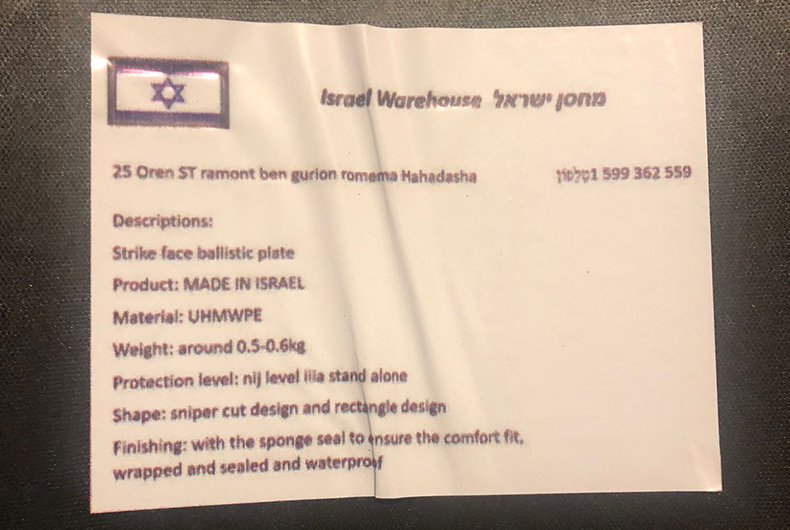 Israel Warehouse מחסן ישראל
25 Oren ST ramont ben gurion romema Hahadasha טלפון1 599 362 559
Descriptions:
Strike face ballistic plate
Product: MADE IN ISRAEL
Material: UHMWPE
Weight: around 0.5-0.6kg
Protection level: nij level iiia stand alone
Shape: sniper cut design and rectangle design
Finishing: with the sponge seal to ensure the comfort fit,
wrapped and sealed and waterproof